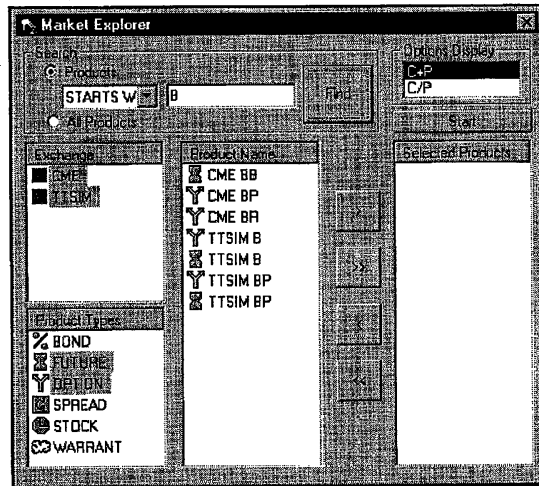 Market Explorer
Search
Products
STARTS W
B
Find
All Products
Options Display
C+P
C/P
Start
Exchange
CME
TTSIM
Product Types
% BOND
FUTURE
OPTION
SPREAD
STOCK
WARRANT
Product Name
CME BB
CME BP
CME BR
TTSIM B
TTSIM B
TTSIM BP
TTSIM BP
>
>>
<
<<
Selected Products